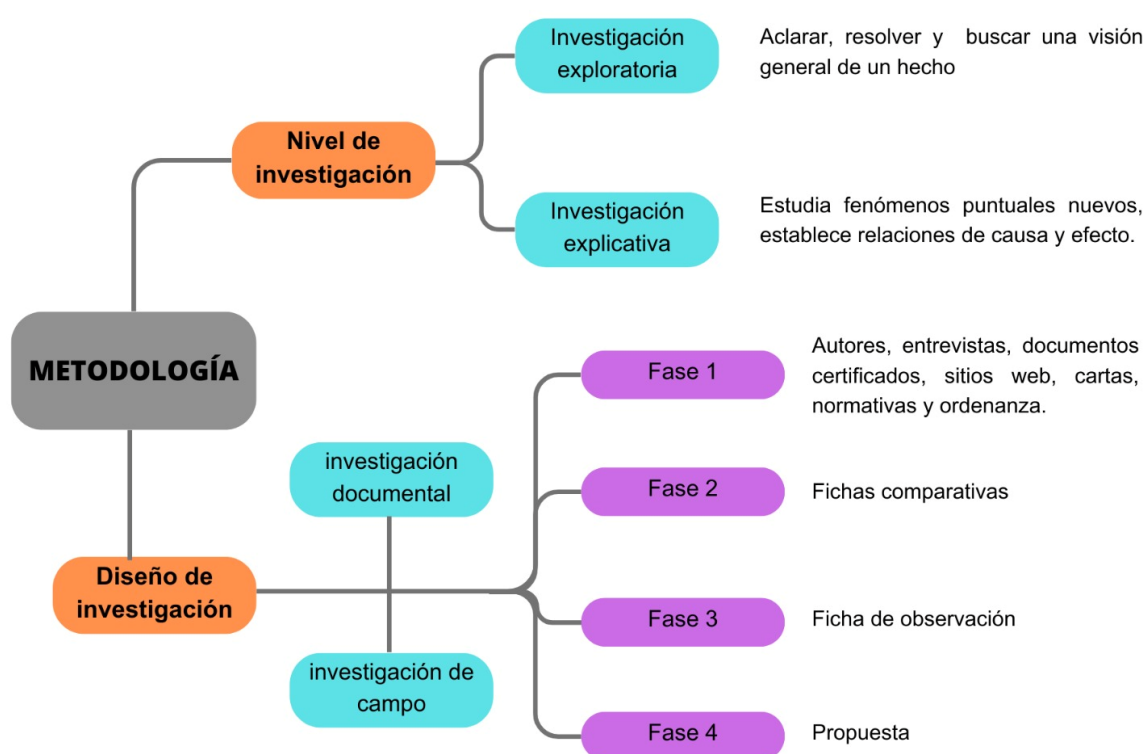 Investigación
exploratoria
Aclarar, resolver y buscar una visión
general de un hecho
Nivel de
investigación
Investigación
explicativa
Estudia fenómenos puntuales nuevos,
establece relaciones de causa y efecto.
METODOLOGÍA
Fase 1
Autores, entrevistas, documentos
certificados, sitios web, cartas,
normativas y ordenanza.
investigación
documental
Fase 2
Fichas comparativas
Diseño de
investigación
Fase 3
Ficha de observación
investigación de
campo
Fase 4
Propuesta